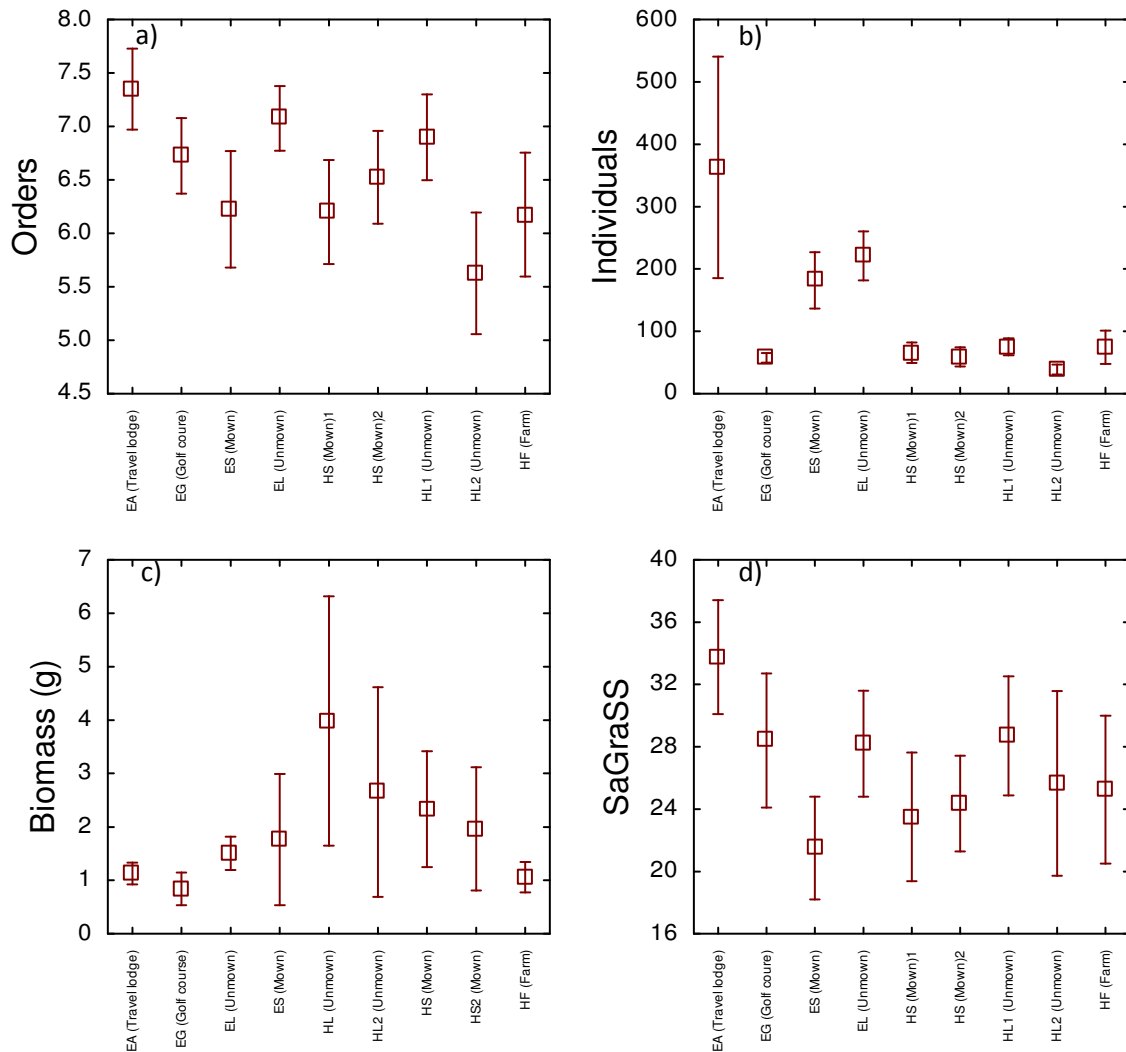 a)
8.0
7.5
7.0
6.5
6.0
5.5
5.0
4.5
Orders
EA (Travel lodge)
EG (Golf coure)
ES (Mown)
EL (Unmown)
HS (Mown)1
HS (Mown)2
HL1 (Unmown)
HL2 (Unmown)
HF (Farm)
b)
600
500
400
300
200
100
0
Individuals
EA (Travel lodge)
EG (Golf coure)
ES (Mown)
EL (Unmown)
HS (Mown)1
HS (Mown)2
HL1 (Unmown)
HL2 (Unmown)
HF (Farm)
c)
7
6
5
4
3
2
1
0
Biomass (g)
EA (Travel lodge)
EG (Golf course)
EL (Unmown)
ES (Mown)
HL (Unmown)
HL2 (Unmown)
HS (Mown)
HS2 (Mown)
HF (Farm)
d)
40
36
32
28
24
20
16
SaGraSS
EA (Travel lodge)
EG (Golf coure)
ES (Mown)
EL (Unmown)
HS (Mown)1
HS (Mown)2
HL1 (Unmown)
HL2 (Unmown)
HF (Farm)